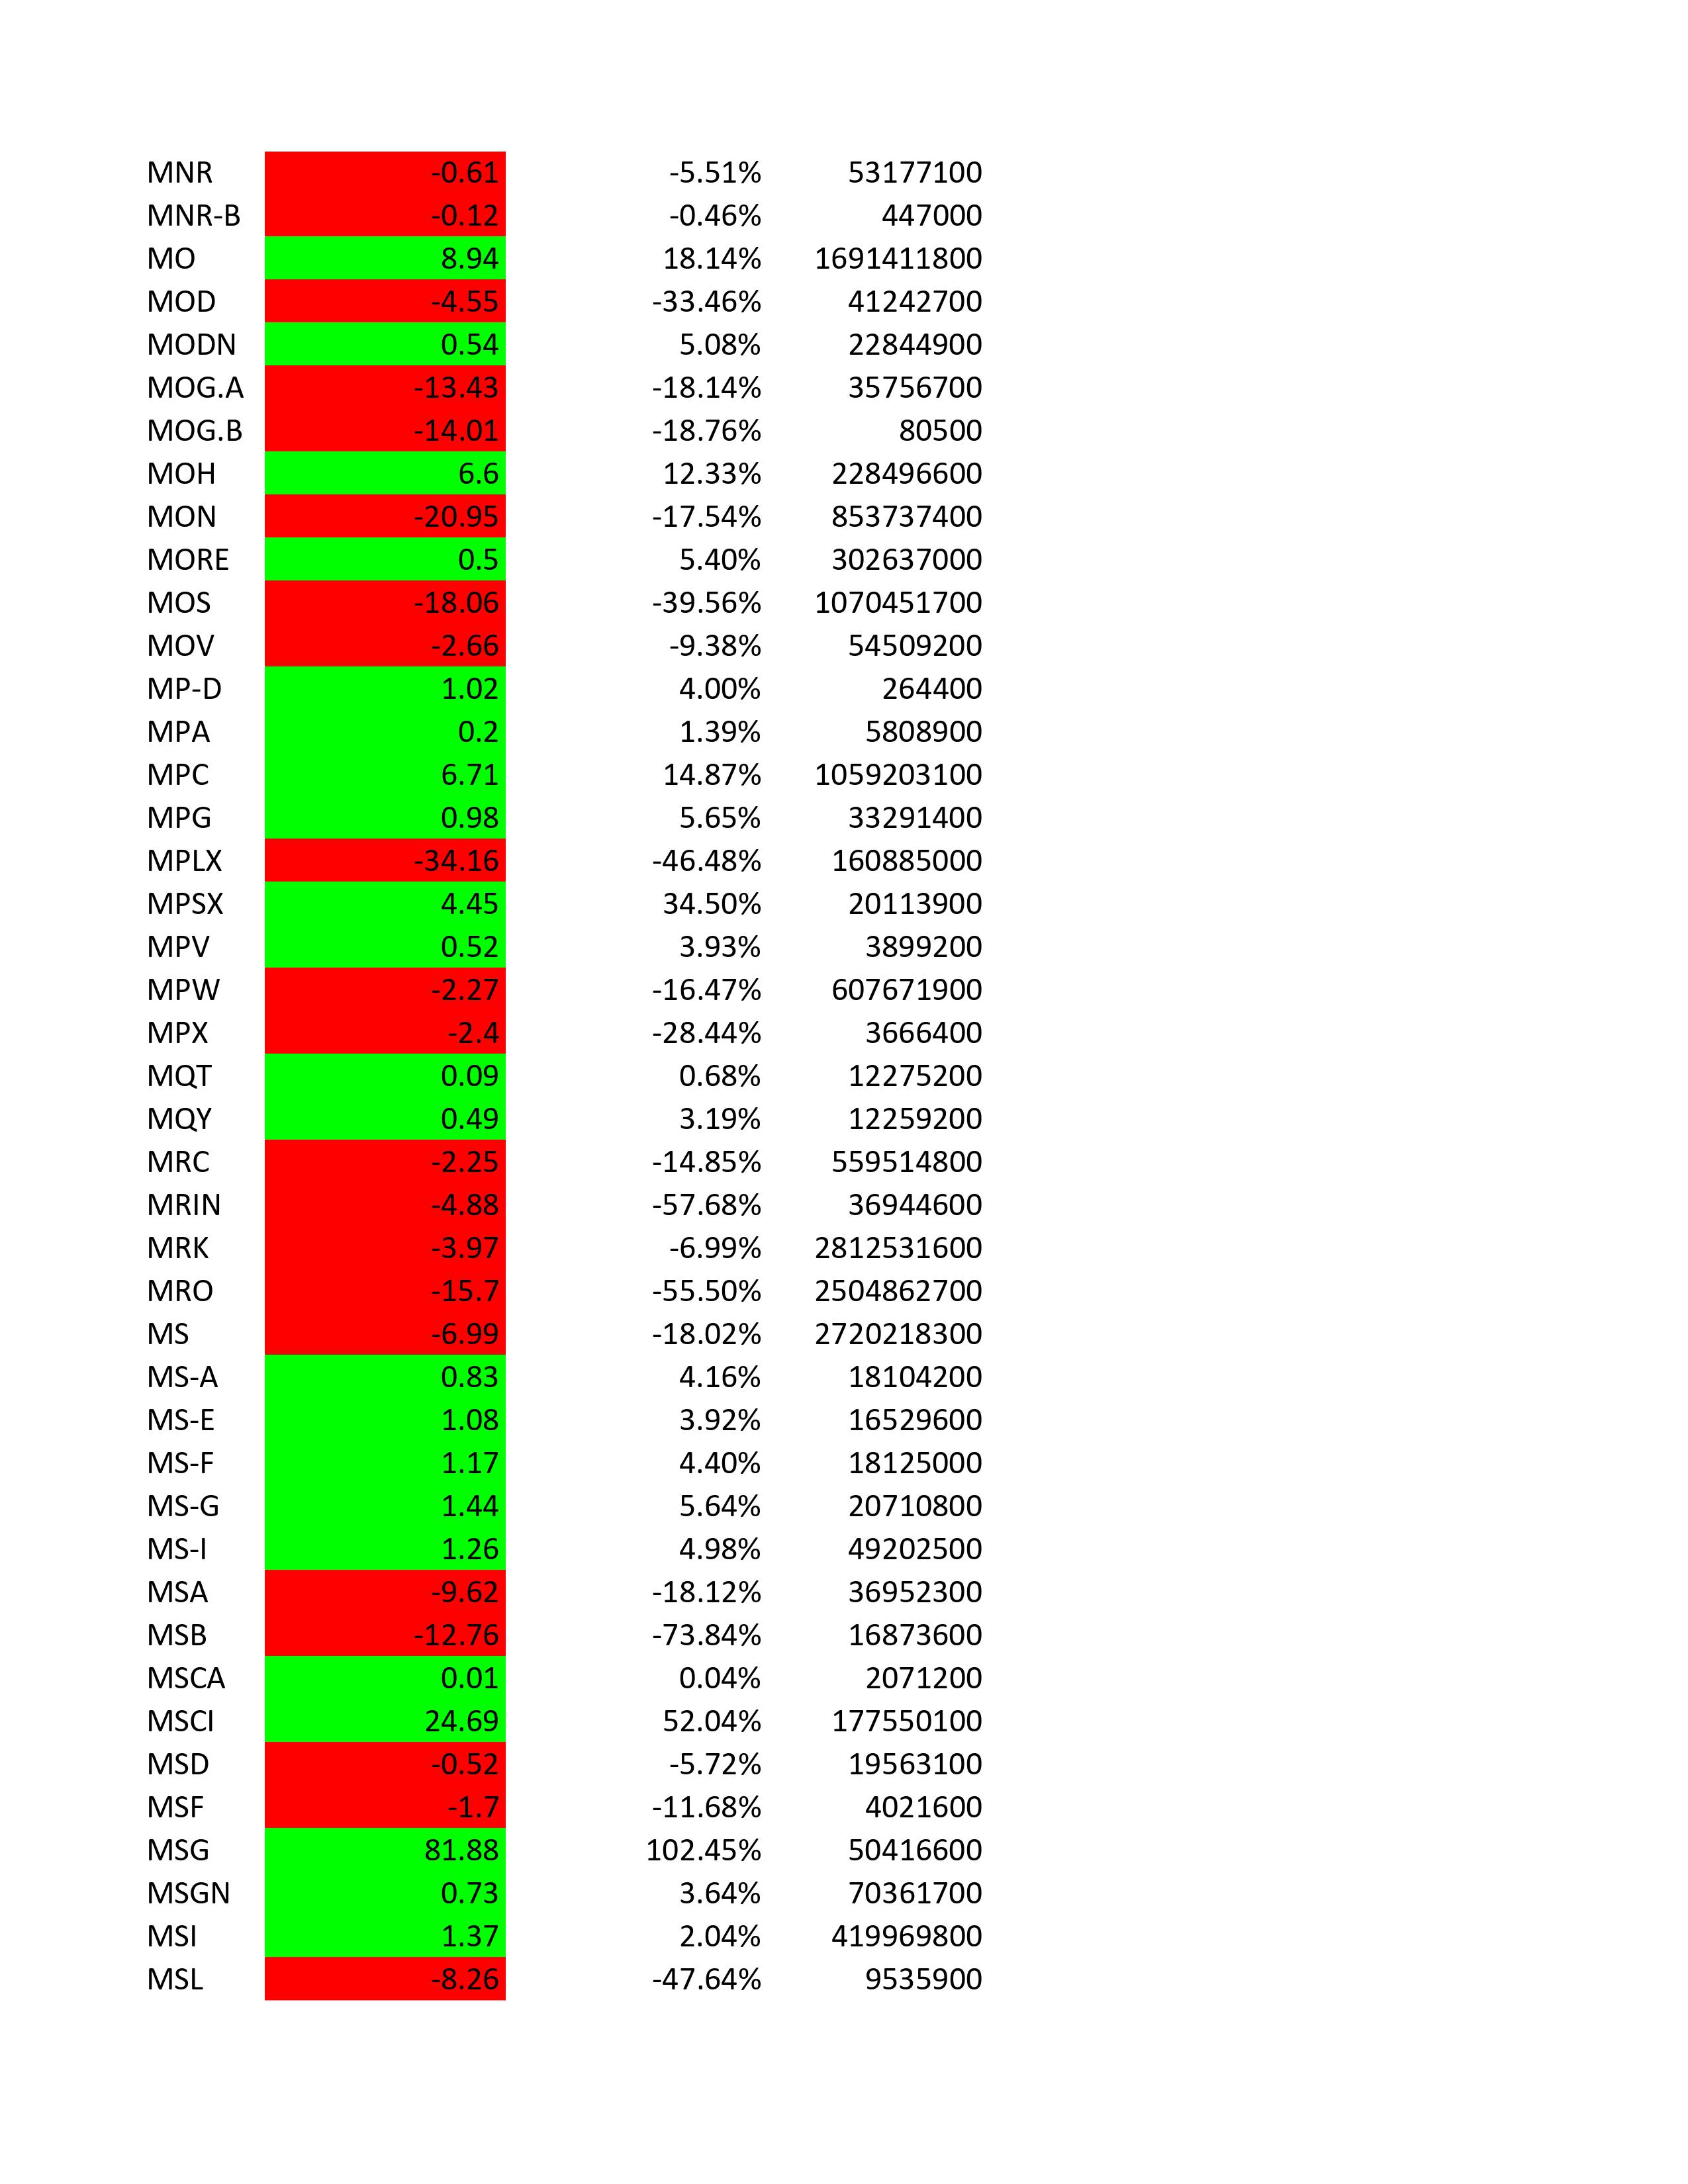 MNR -0.61 -5.51% 53177100
MNR-B -0.12 -0.46% 447000
MO 8.94 18.14% 1691411800
MOD -4.55 -33.46% 41242700
MODN 0.54 5.08% 22844900
MOG.A -13.43 -18.14% 35756700
MOG.B -14.01 -18.76% 80500
MOH 6.6 12.33% 228496600
MON -20.95 -17.54% 853737400
MORE 0.5 5.40% 302637000
MOS -18.06 -39.56% 1070451700
MOV -2.66 -9.38% 54509200
MP-D 1.02 4.00% 264400
MPA 0.2 1.39% 5808900
MPC 6.71 14.87% 1059203100
MPG 0.98 5.65% 33291400
MPLX -34.16 -46.48% 160885000
MPSX 4.45 34.50% 20113900
MPV 0.52 3.93% 3899200
MPW -2.27 -16.47% 607671900
MPX -2.4 -28.44% 3666400
MQT 0.09 0.68% 12275200
MQY 0.49 3.19% 12259200
MRC -2.25 -14.85% 559514800
MRIN -4.88 -57.68% 36944600
MRK -3.97 -6.99% 2812531600
MRO -15.7 -55.50% 2504862700
MS -6.99 -18.02% 2720218300
MS-A 0.83 4.16% 18104200
MS-E 1.08 3.92% 16529600
MS-F 1.17 4.40% 18125000
MS-G 1.44 5.64% 20710800
MS-I 1.26 4.98% 49202500
MSA -9.62 -18.12% 36952300
MSB -12.76 -73.84% 16873600
MSCA 0.01 0.04% 2071200
MSCI 24.69 52.04% 177550100
MSD -0.52 -5.72% 19563100
MSF -1.7 -11.68% 4021600
MSG 81.88 102.45% 50416600
MSGN 0.73 3.64% 70361700
MSI 1.37 2.04% 419969800
MSL -8.26 -47.64% 9535900